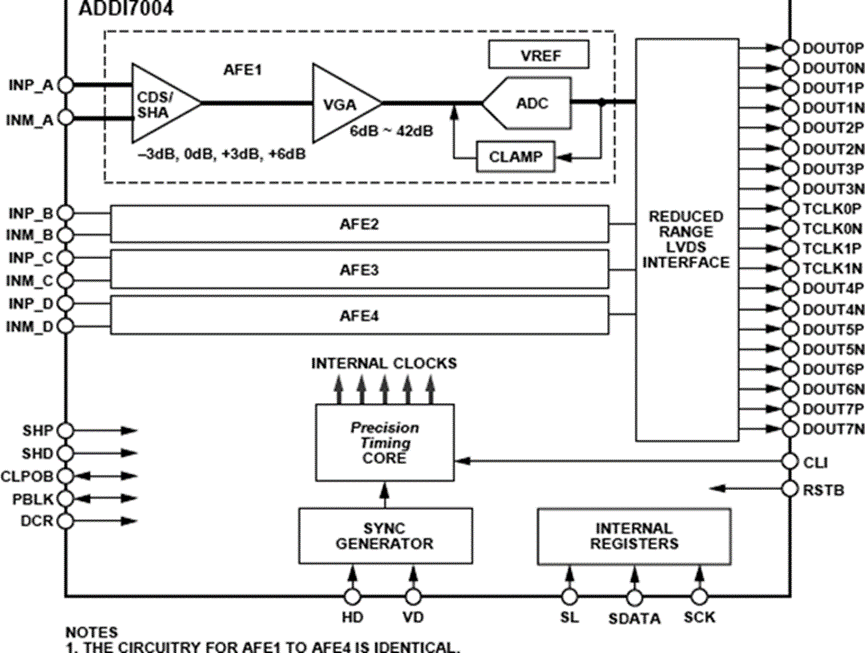 ADDI7004
AFE1
VREF
INP_A
INM_A
CDS/
SHA
VGA
ADC
–3dB, 0dB, +3dB, +6dB
6dB ~ 42dB
CLAMP
INP_B
INM_B
AFE2
INP_C
INM_C
AFE3
INP_D
INM_D
AFE4
REDUCED
RANGE
LVDS
INTERFACE
DOUT0P
DOUT0N
DOUT1P
DOUT1N
DOUT2P
DOUT2N
DOUT3P
DOUT3N
TCLK0P
TCLK0N
TCLK1P
TCLK1N
DOUT4P
DOUT4N
DOUT5P
DOUT5N
DOUT6P
DOUT6N
DOUT7P
DOUT7N
INTERNAL CLOCKS
Precision
Timing
CORE
SHP
SHD
CLPOB
PBLK
DCR
CLI
RSTB
SYNC
GENERATOR
INTERNAL
REGISTERS
HD
VD
SL
SDATA
SCK
NOTES
1. THE CIRCUITRY FOR AFE1 TO AFE4 IS IDENTICAL.